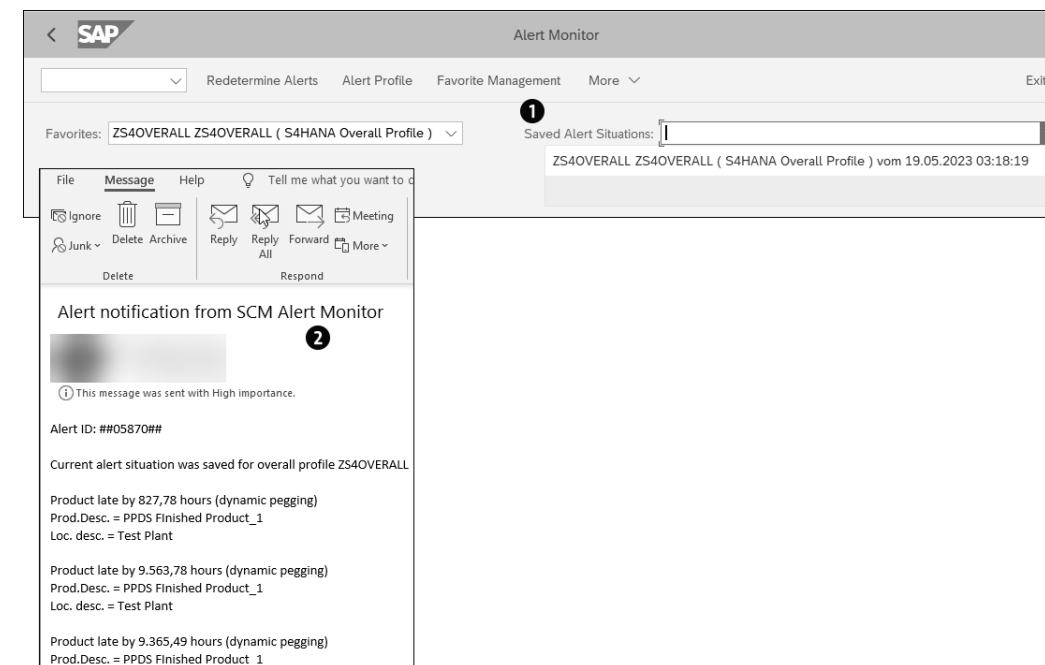 SAP
Alert Monitor
Redetermine Alerts Alert Profile Favorite Management More Exit
1
Favorites: ZS4OVERALL ZS4OVERALL ( S4HANA Overall Profile ) Saved Alert Situations:
ZS4OVERALL ZS4OVERALL ( S4HANA Overall Profile ) vom 19.05.2023 03:18:19
File Message Help Tell me what you want to
Ignore Delete Archive Reply Reply All Forward Meeting
Junk More
Delete Respond
Alert notification from SCM Alert Monitor
2
This message was sent with High importance.
Alert ID: ##05870##
Current alert situation was saved for overall profile ZS4OVERALL
Product late by 827,78 hours (dynamic pegging)
Prod.Desc. = PPDS FInished Product_1
Loc. desc. = Test Plant
Product late by 9.563,78 hours (dynamic pegging)
Prod.Desc. = PPDS FInished Product_1
Loc. desc. = Test Plant
Product late by 9.365,49 hours (dynamic pegging)
Prod.Desc. = PPDS FInished Product_1